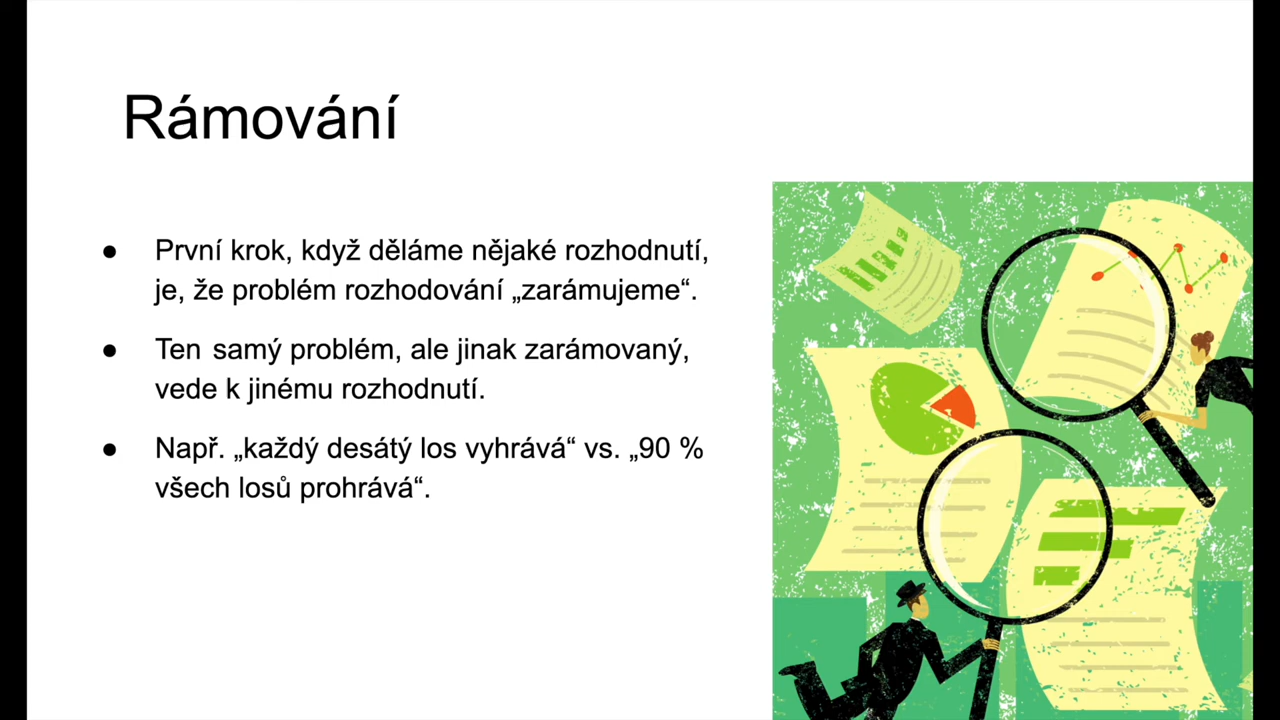 Rámování
● První krok, když děláme nějaké rozhodnutí,
je, že problém rozhodování „zarámujeme“.
● Ten samý problém, ale jinak zarámovaný,
vede k jinému rozhodnutí.
● Např. „každý desátý los vyhrává“ vs. „90 %
všech losů prohrává“.